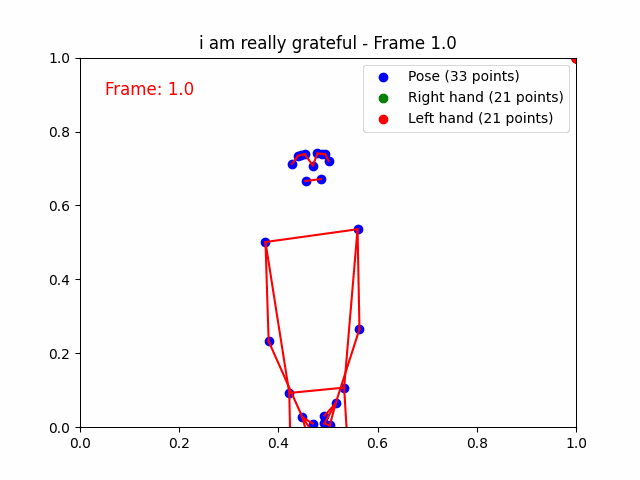 i am really grateful - Frame 1.0
Frame: 1.0
Pose (33 points)
Right hand (21 points)
Left hand (21 points)
1.0
0.8
0.6
0.4
0.2
0.0
0.0 0.2 0.4 0.6 0.8 1.0